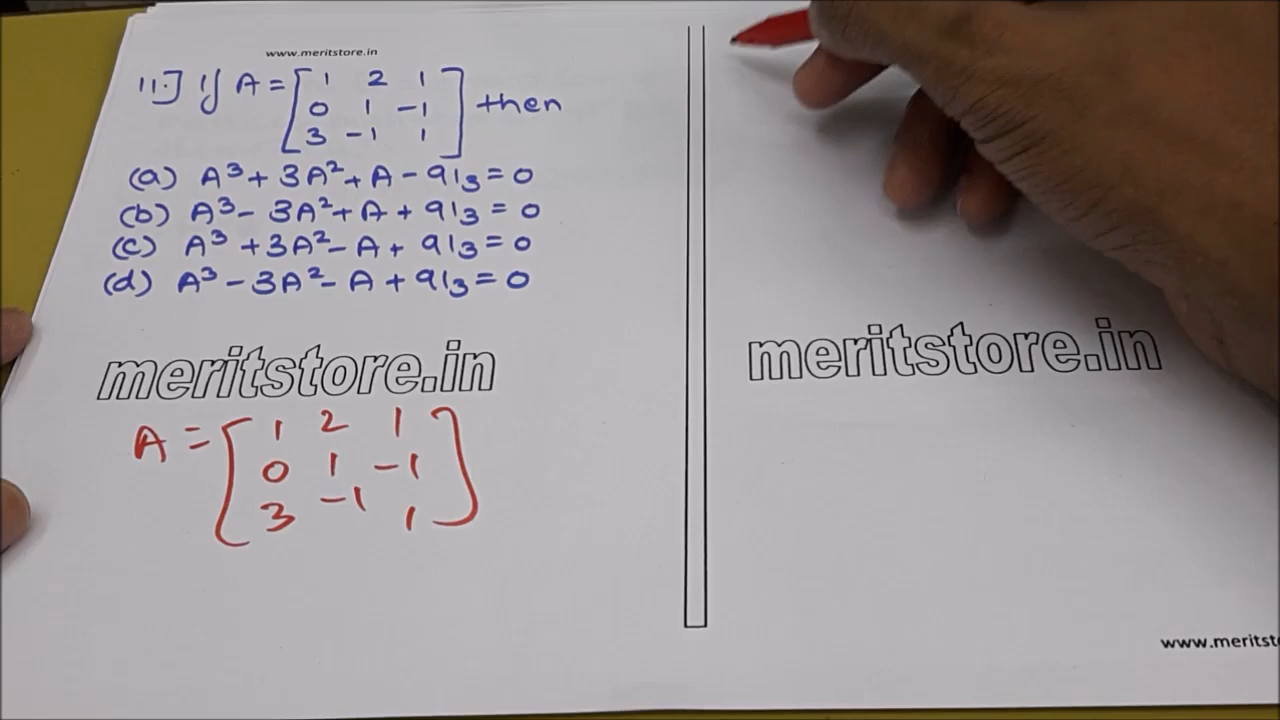 www.meritstore.in
11.] If A = [ 1 2 1
0 1 -1
3 -1 1 ] then
(a) A³ + 3A² + A - 9I₃ = 0
(b) A³ - 3A² + A + 9I₃ = 0
(c) A³ + 3A² - A + 9I₃ = 0
(d) A³ - 3A² - A + 9I₃ = 0
meritstore.in
A = [ 1 2 1
0 1 -1
3 -1 1 ]
meritstore.in
www.meritsto